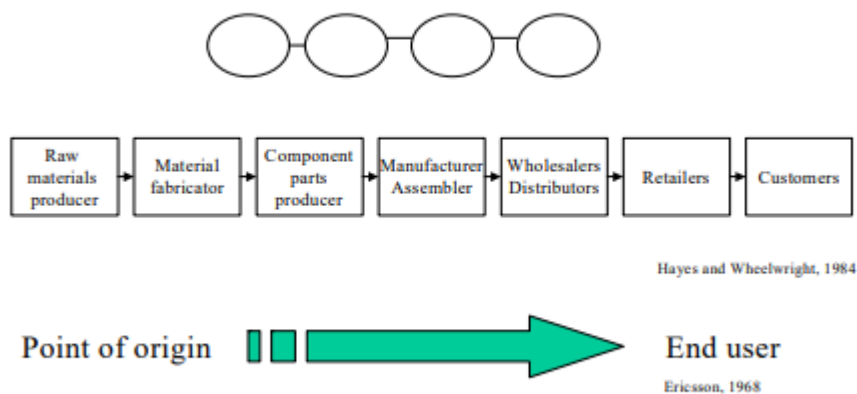 Raw
materials
producer
Material
fabricator
Component
parts
producer
Manufacturer
Assembler
Wholesalers
Distributors
Retailers
Customers
Hayes and Wheelwright, 1984
Point of origin
End user
Ericsson, 1968